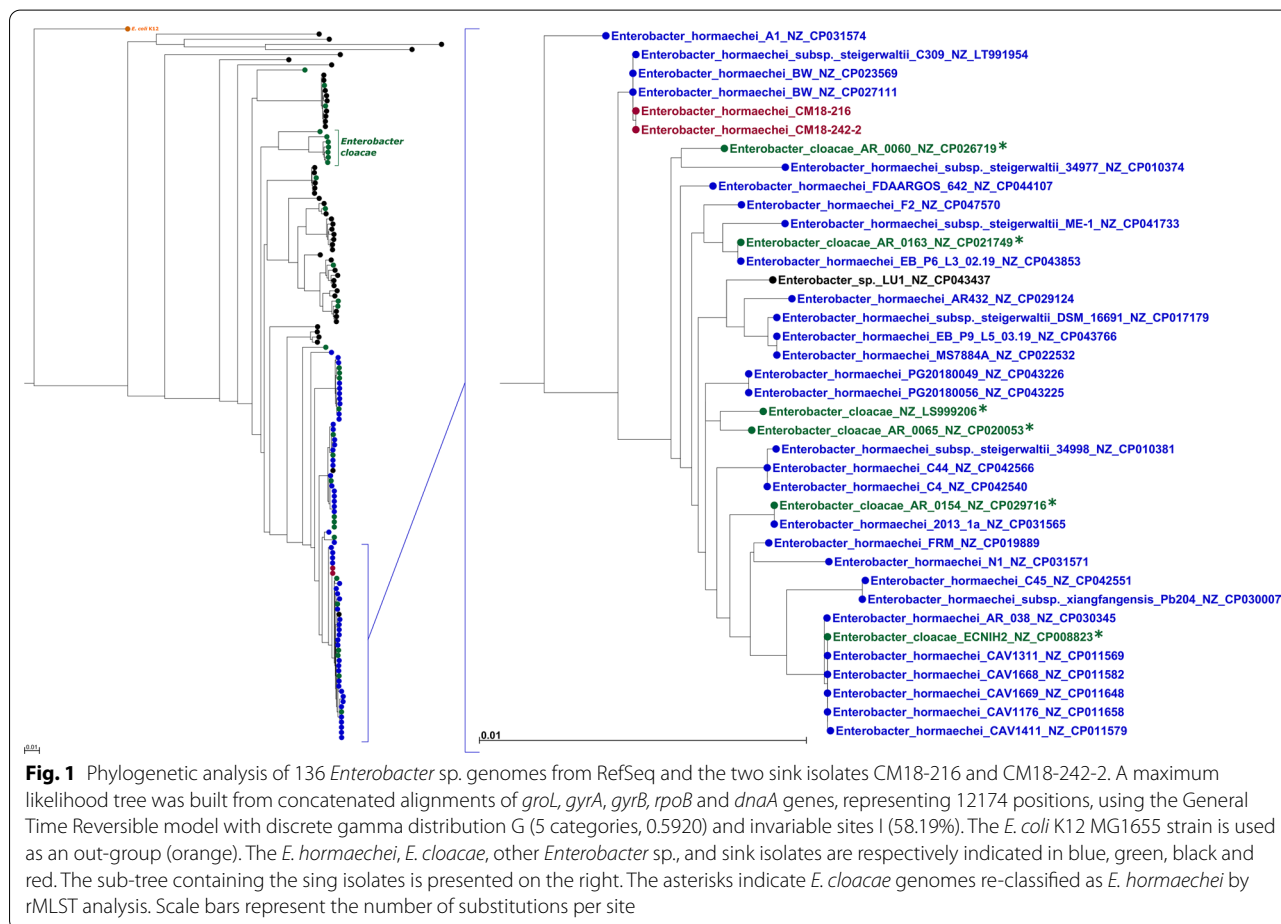 E. coli K12
Enterobacter
cloacae
0.01
Enterobacter_hormaechei_A1_NZ_CP031574
Enterobacter_hormaechei_subsp._steigerwaltii_C309_NZ_LT991954
Enterobacter_hormaechei_BW_NZ_CP023569
Enterobacter_hormaechei_BW_NZ_CP027111
Enterobacter_hormaechei_CM18-216
Enterobacter_hormaechei_CM18-242-2
Enterobacter_cloacae_AR_0060_NZ_CP026719*
Enterobacter_hormaechei_subsp._steigerwaltii_34977_NZ_CP010374
Enterobacter_hormaechei_FDAARGOS_642_NZ_CP044107
Enterobacter_hormaechei_F2_NZ_CP047570
Enterobacter_hormaechei_subsp._steigerwaltii_ME-1_NZ_CP041733
Enterobacter_cloacae_AR_0163_NZ_CP021749*
Enterobacter_hormaechei_EB_P6_L3_02.19_NZ_CP043853
Enterobacter_sp._LU1_NZ_CP043437
Enterobacter_hormaechei_AR432_NZ_CP029124
Enterobacter_hormaechei_subsp._steigerwaltii_DSM_16691_NZ_CP017179
Enterobacter_hormaechei_EB_P9_L5_03.19_NZ_CP043766
Enterobacter_hormaechei_MS7884A_NZ_CP022532
Enterobacter_hormaechei_PG20180049_NZ_CP043226
Enterobacter_hormaechei_PG20180056_NZ_CP043225
Enterobacter_cloacae_NZ_LS999206*
Enterobacter_cloacae_AR_0065_NZ_CP020053*
Enterobacter_hormaechei_subsp._steigerwaltii_34998_NZ_CP010381
Enterobacter_hormaechei_C44_NZ_CP042566
Enterobacter_hormaechei_C4_NZ_CP042540
Enterobacter_cloacae_AR_0154_NZ_CP029716*
Enterobacter_hormaechei_2013_1a_NZ_CP031565
Enterobacter_hormaechei_FRM_NZ_CP019889
Enterobacter_hormaechei_N1_NZ_CP031571
Enterobacter_hormaechei_C45_NZ_CP042551
Enterobacter_hormaechei_subsp._xiangfangensis_Pb204_NZ_CP030007
Enterobacter_hormaechei_AR_038_NZ_CP030345
Enterobacter_cloacae_ECNIH2_NZ_CP008823*
Enterobacter_hormaechei_CAV1311_NZ_CP011569
Enterobacter_hormaechei_CAV1668_NZ_CP011582
Enterobacter_hormaechei_CAV1669_NZ_CP011648
Enterobacter_hormaechei_CAV1176_NZ_CP011658
Enterobacter_hormaechei_CAV1411_NZ_CP011579
0.01
Fig. 1 Phylogenetic analysis of 136 Enterobacter sp. genomes from RefSeq and the two sink isolates CM18-216 and CM18-242-2. A maximum
likelihood tree was built from concatenated alignments of groL, gyrA, gyrB, rpoB and dnaA genes, representing 12174 positions, using the General
Time Reversible model with discrete gamma distribution G (5 categories, 0.5920) and invariable sites I (58.19%). The E. coli K12 MG1655 strain is used
as an out-group (orange). The E. hormaechei, E. cloacae, other Enterobacter sp., and sink isolates are respectively indicated in blue, green, black and
red. The sub-tree containing the sing isolates is presented on the right. The asterisks indicate E. cloacae genomes re-classified as E. hormaechei by
rMLST analysis. Scale bars represent the number of substitutions per site